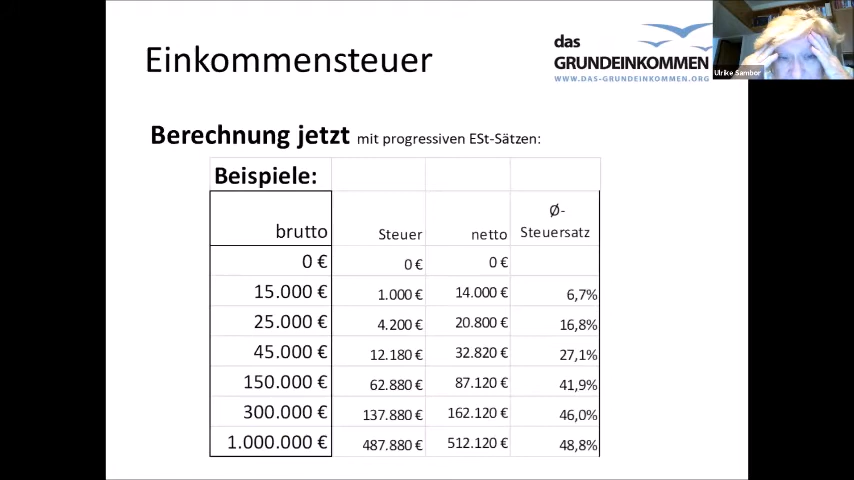 Einkommensteuer
das
GRUNDEINKOMMEN
WWW.DAS-GRUNDEINKOMMEN.ORG
Ulrike Sambor
Berechnung jetzt mit progressiven ESt-Sätzen:
Beispiele:
brutto Steuer netto Ø-Steuersatz
0 € 0 € 0 €
15.000 € 1.000 € 14.000 € 6,7%
25.000 € 4.200 € 20.800 € 16,8%
45.000 € 12.180 € 32.820 € 27,1%
150.000 € 62.880 € 87.120 € 41,9%
300.000 € 137.880 € 162.120 € 46,0%
1.000.000 € 487.880 € 512.120 € 48,8%